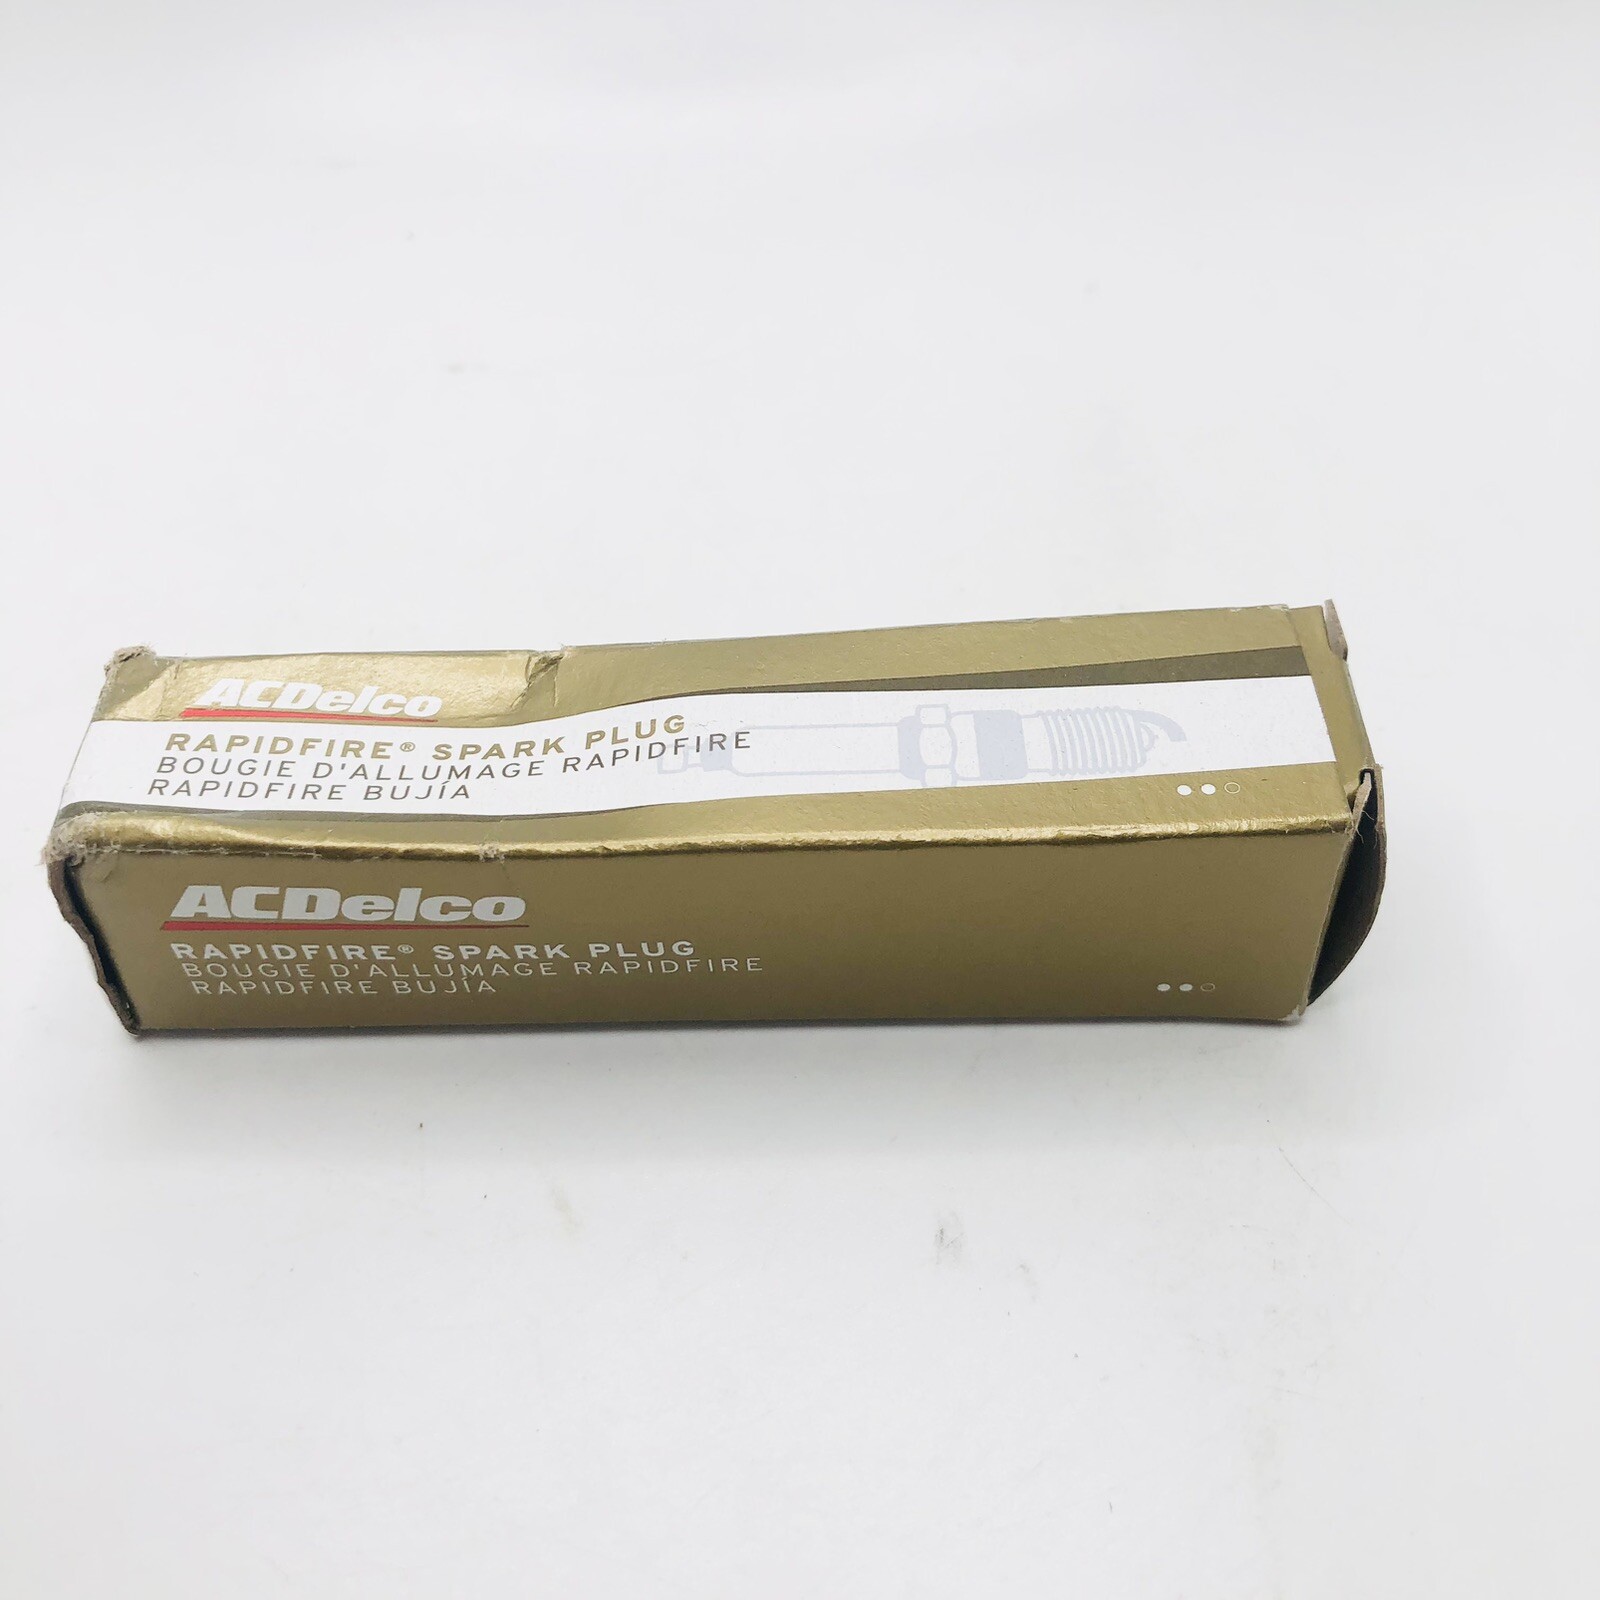 ACDelco
RAPIDFIRE® SPARK PLUG
BOUGIE D'ALLUMAGE RAPIDFIRE
RAPIDFIRE BUJÍA
ACDelco
RAPIDFIRE® SPARK PLUG
BOUGIE D'ALLUMAGE RAPIDFIRE
RAPIDFIRE BUJÍA